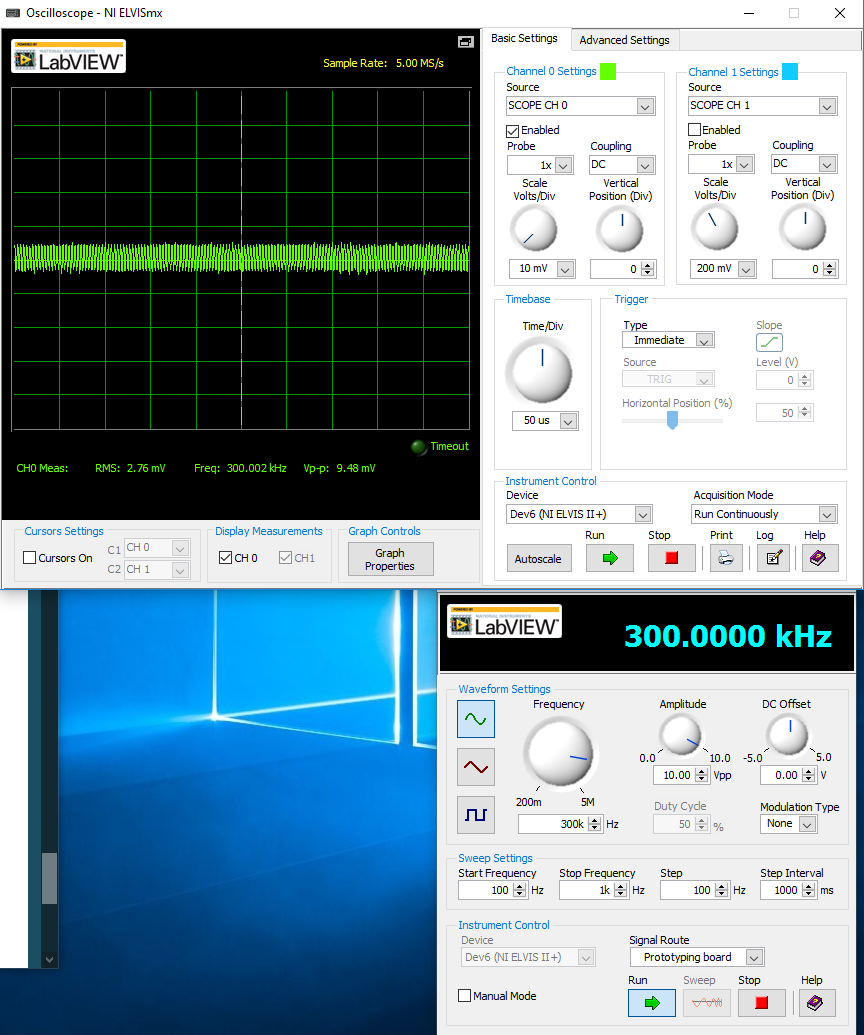 Oscilloscope - NI ELVISmx
POWERED BY
NATIONAL INSTRUMENTS
LabVIEW™
Sample Rate: 5.00 MS/s
Timeout
CH0 Meas: RMS: 2.76 mV Freq: 300.002 kHz Vp-p: 9.48 mV
Cursors Settings
Cursors On
C1 CH 0
C2 CH 1
Display Measurements
CH 0 CH1
Graph Controls
Graph
Properties
Basic Settings Advanced Settings
Channel 0 Settings
Source
SCOPE CH 0
Enabled
Probe Coupling
1x DC
Scale Vertical
Volts/Div Position (Div)
10 mV 0
Channel 1 Settings
Source
SCOPE CH 1
Enabled
Probe Coupling
1x DC
Scale Vertical
Volts/Div Position (Div)
200 mV 0
Timebase
Time/Div
50 us
Trigger
Type Slope
Immediate
Source Level (V)
TRIG 0
Horizontal Position (%)
50
Instrument Control
Device Acquisition Mode
Dev6 (NI ELVIS II+) Run Continuously
Run Stop Print Log Help
Autoscale
POWERED BY
NATIONAL INSTRUMENTS
LabVIEW™
300.0000 kHz
Waveform Settings
Frequency Amplitude DC Offset
0.0 10.0 -5.0 5.0
10.00 Vpp 0.00 V
200m 5M
300k Hz
Duty Cycle Modulation Type
50 % None
Sweep Settings
Start Frequency Stop Frequency Step Step Interval
100 Hz 1k Hz 100 Hz 1000 ms
Instrument Control
Device Signal Route
Dev6 (NI ELVIS II+) Prototyping board
Run Sweep Stop Help
Manual Mode